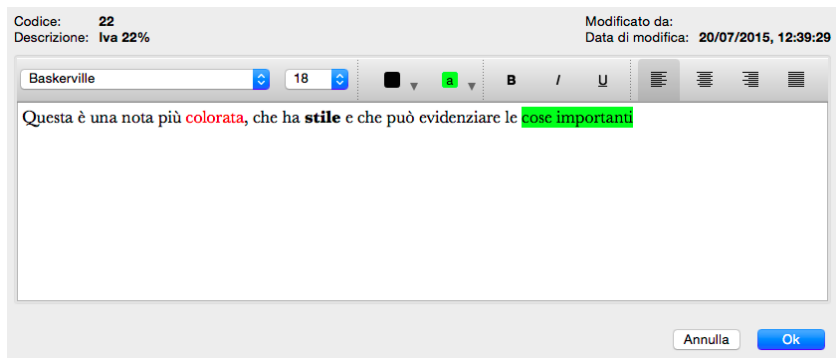 Codice: 22
Modificato da:
Descrizione: Iva 22%
Data di modifica: 20/07/2015, 12:39:29
Baskerville 18 a B I U
Questa è una nota più colorata, che ha stile e che può evidenziare le cose importanti
Annulla Ok